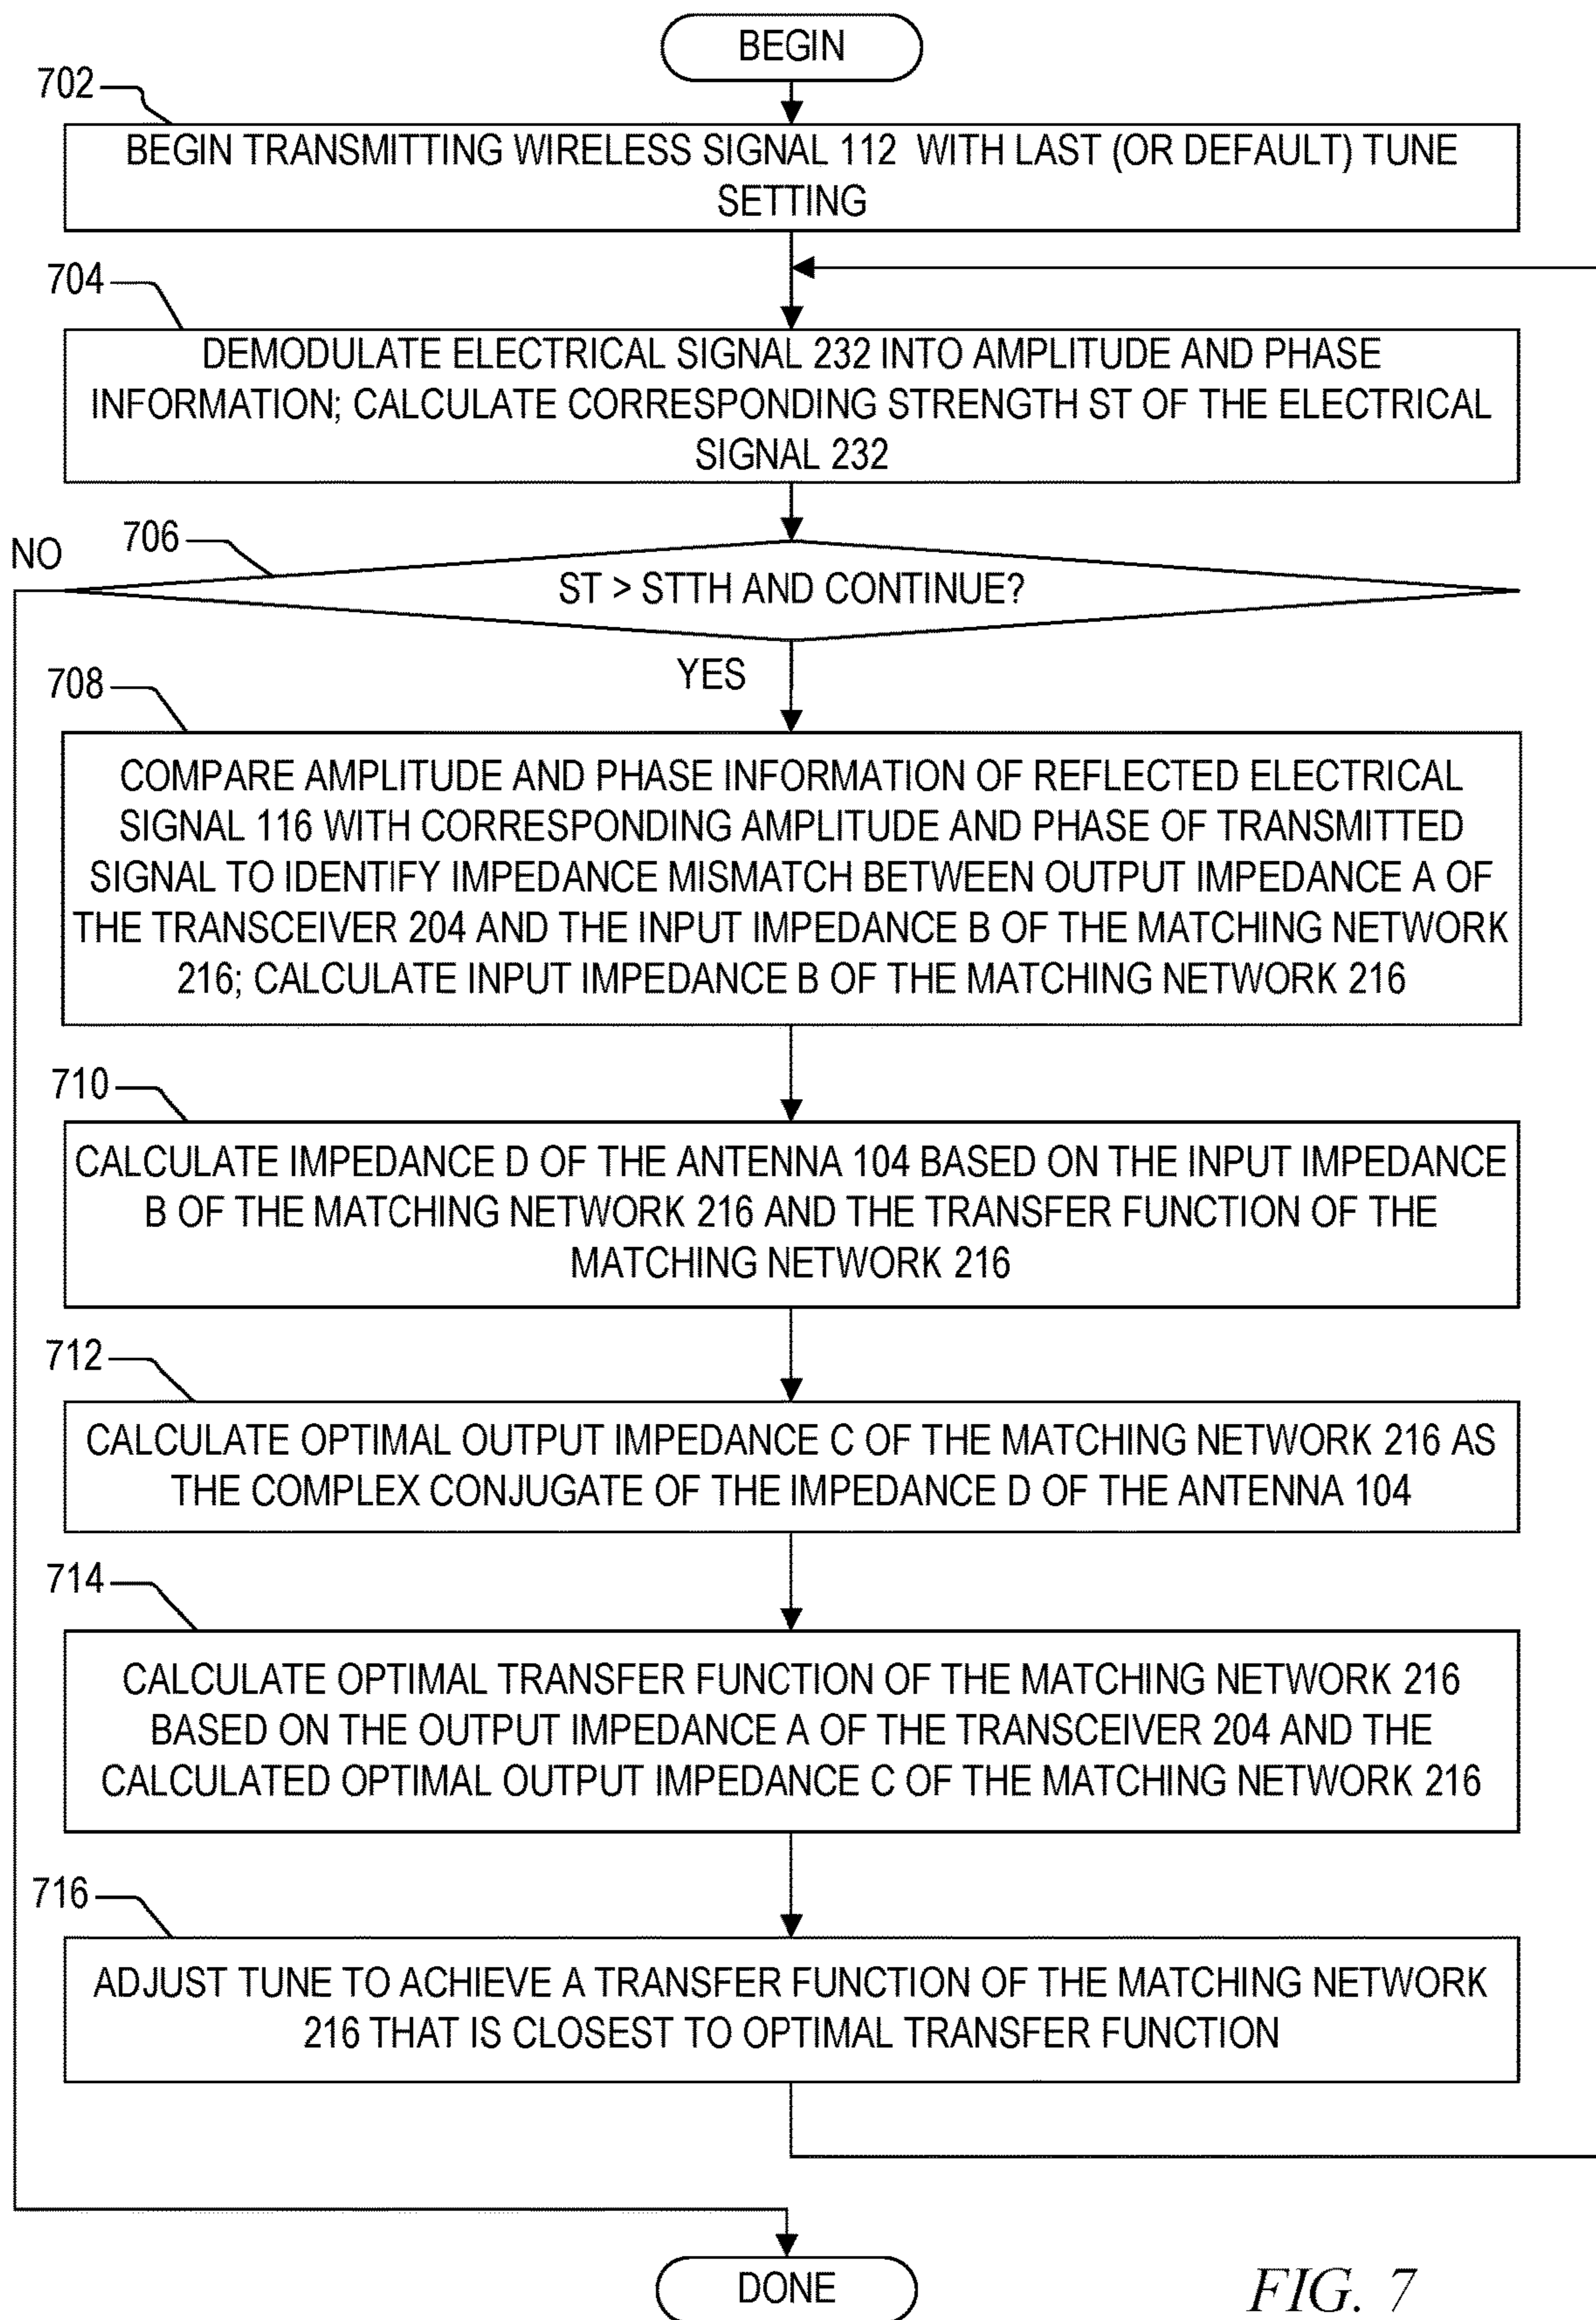 BEGIN
702
BEGIN TRANSMITTING WIRELESS SIGNAL 112 WITH LAST (OR DEFAULT) TUNE
SETTING
704
DEMODULATE ELECTRICAL SIGNAL 232 INTO AMPLITUDE AND PHASE
INFORMATION; CALCULATE CORRESPONDING STRENGTH ST OF THE ELECTRICAL
SIGNAL 232
NO
706
ST > STTH AND CONTINUE?
YES
708
COMPARE AMPLITUDE AND PHASE INFORMATION OF REFLECTED ELECTRICAL
SIGNAL 116 WITH CORRESPONDING AMPLITUDE AND PHASE OF TRANSMITTED
SIGNAL TO IDENTIFY IMPEDANCE MISMATCH BETWEEN OUTPUT IMPEDANCE A OF
THE TRANSCEIVER 204 AND THE INPUT IMPEDANCE B OF THE MATCHING NETWORK
216; CALCULATE INPUT IMPEDANCE B OF THE MATCHING NETWORK 216
710
CALCULATE IMPEDANCE D OF THE ANTENNA 104 BASED ON THE INPUT IMPEDANCE
B OF THE MATCHING NETWORK 216 AND THE TRANSFER FUNCTION OF THE
MATCHING NETWORK 216
712
CALCULATE OPTIMAL OUTPUT IMPEDANCE C OF THE MATCHING NETWORK 216 AS
THE COMPLEX CONJUGATE OF THE IMPEDANCE D OF THE ANTENNA 104
714
CALCULATE OPTIMAL TRANSFER FUNCTION OF THE MATCHING NETWORK 216
BASED ON THE OUTPUT IMPEDANCE A OF THE TRANSCEIVER 204 AND THE
CALCULATED OPTIMAL OUTPUT IMPEDANCE C OF THE MATCHING NETWORK 216
716
ADJUST TUNE TO ACHIEVE A TRANSFER FUNCTION OF THE MATCHING NETWORK
216 THAT IS CLOSEST TO OPTIMAL TRANSFER FUNCTION
DONE
FIG. 7